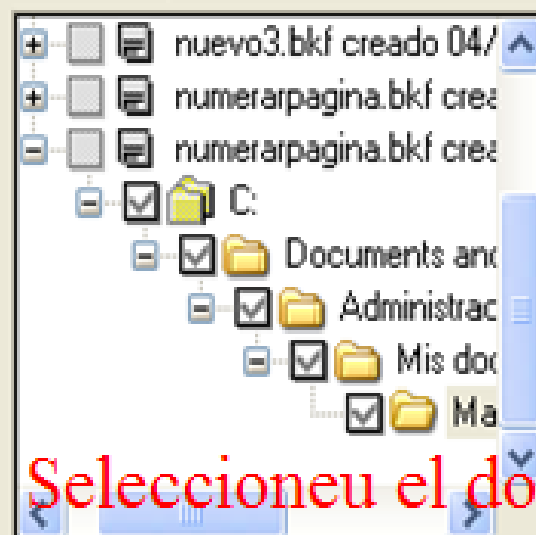 nuevo3.bkf creado 04/
numerarpagina.bkf crea
numerarpagina.bkf crea
C:
Documents and
Administrac
Mis doc
Ma
Seleccioneu el do